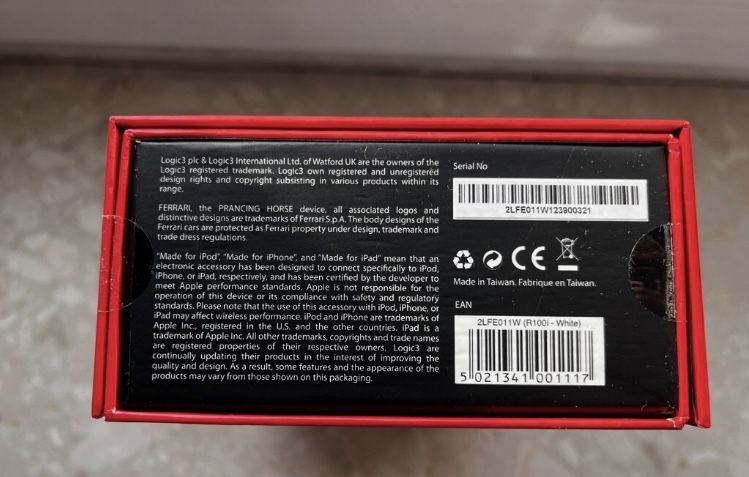 Logic3 plc & Logic3 International Ltd. of Watford UK are the owners of the
Logic3 registered trademark. Logic3 own registered and unregistered
design rights and copyright subsisting in various products within its
range.
FERRARI, the PRANCING HORSE device, all associated logos and
distinctive designs are trademarks of Ferrari S.p.A. The body designs of the
Ferrari cars are protected as Ferrari property under design, trademark and
trade dress regulations.
"Made for iPod", "Made for iPhone", and "Made for iPad" mean that an
electronic accessory has been designed to connect specifically to iPod,
iPhone, or iPad, respectively, and has been certified by the developer to
meet Apple performance standards. Apple is not responsible for the
operation of this device or its compliance with safety and regulatory
standards. Please note that the use of this accessory with iPod, iPhone, or
iPad may affect wireless performance. iPod and iPhone are trademarks of
Apple Inc., registered in the U.S. and the other countries. iPad is a
trademark of Apple Inc. All other trademarks, copyrights and trade names
are registered properties of their respective owners. Logic3 are
continually updating their products in the interest of improving the
quality and design. As a result, some features and the appearance of the
products may vary from those shown on this packaging.
Serial No
2LFE011W123900321
CE
Made in Taiwan. Fabrique en Taiwan.
EAN
2LFE011W (R100i - White)
5 021341 001117